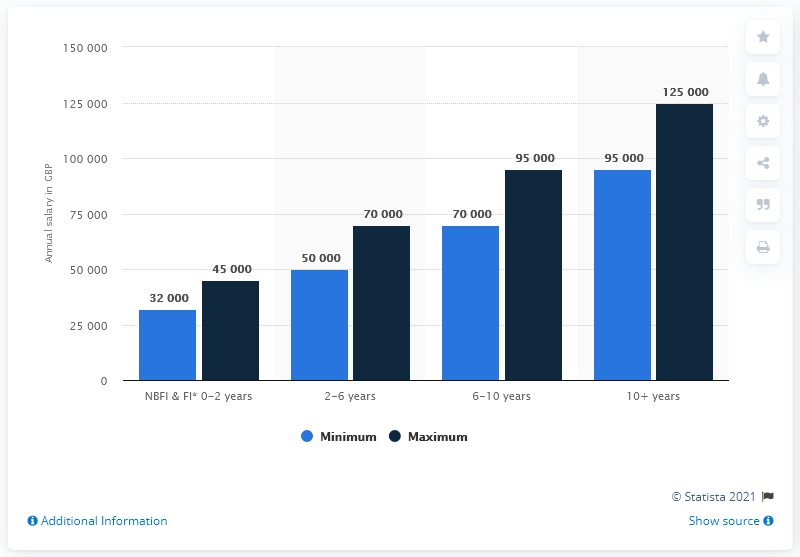 Annual salary in GBP
150 000
125 000
100 000
75 000
50 000
25 000
0
32 000
45 000
50 000
70 000
70 000
95 000
95 000
125 000
NBFI & FI* 0–2 years
2–6 years
6–10 years
10+ years
Minimum
Maximum
© Statista 2021
Additional Information
Show source